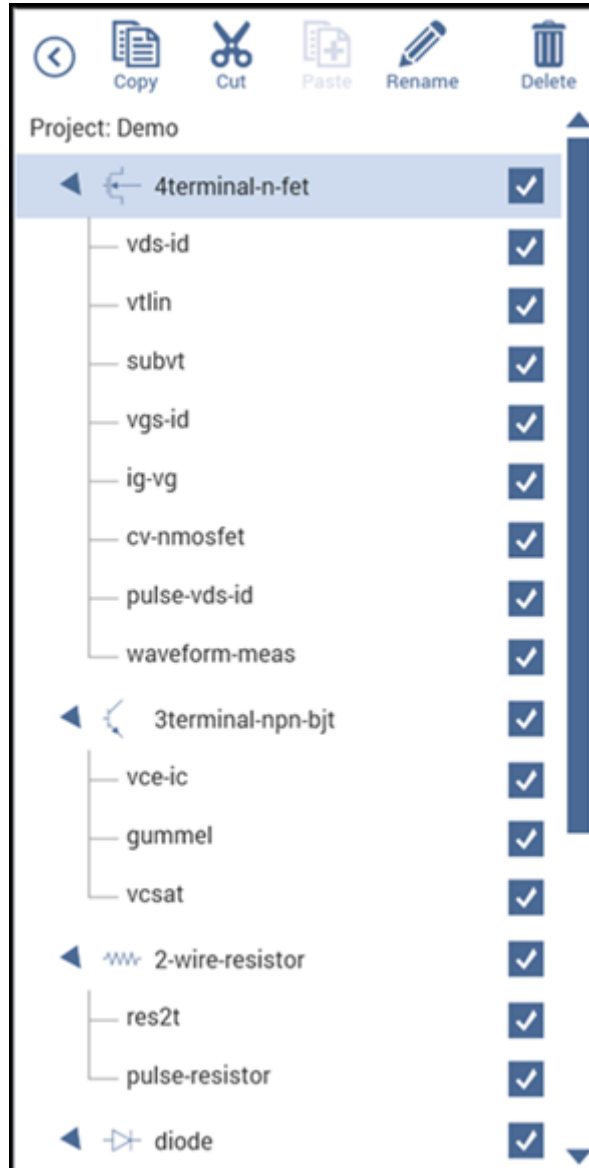 Copy Cut Paste Rename Delete
Project: Demo
4terminal-n-fet
vds-id
vtlin
subvt
vgs-id
ig-vg
cv-nmosfet
pulse-vds-id
waveform-meas
3terminal-npn-bjt
vce-ic
gummel
vcsat
2-wire-resistor
res2t
pulse-resistor
diode